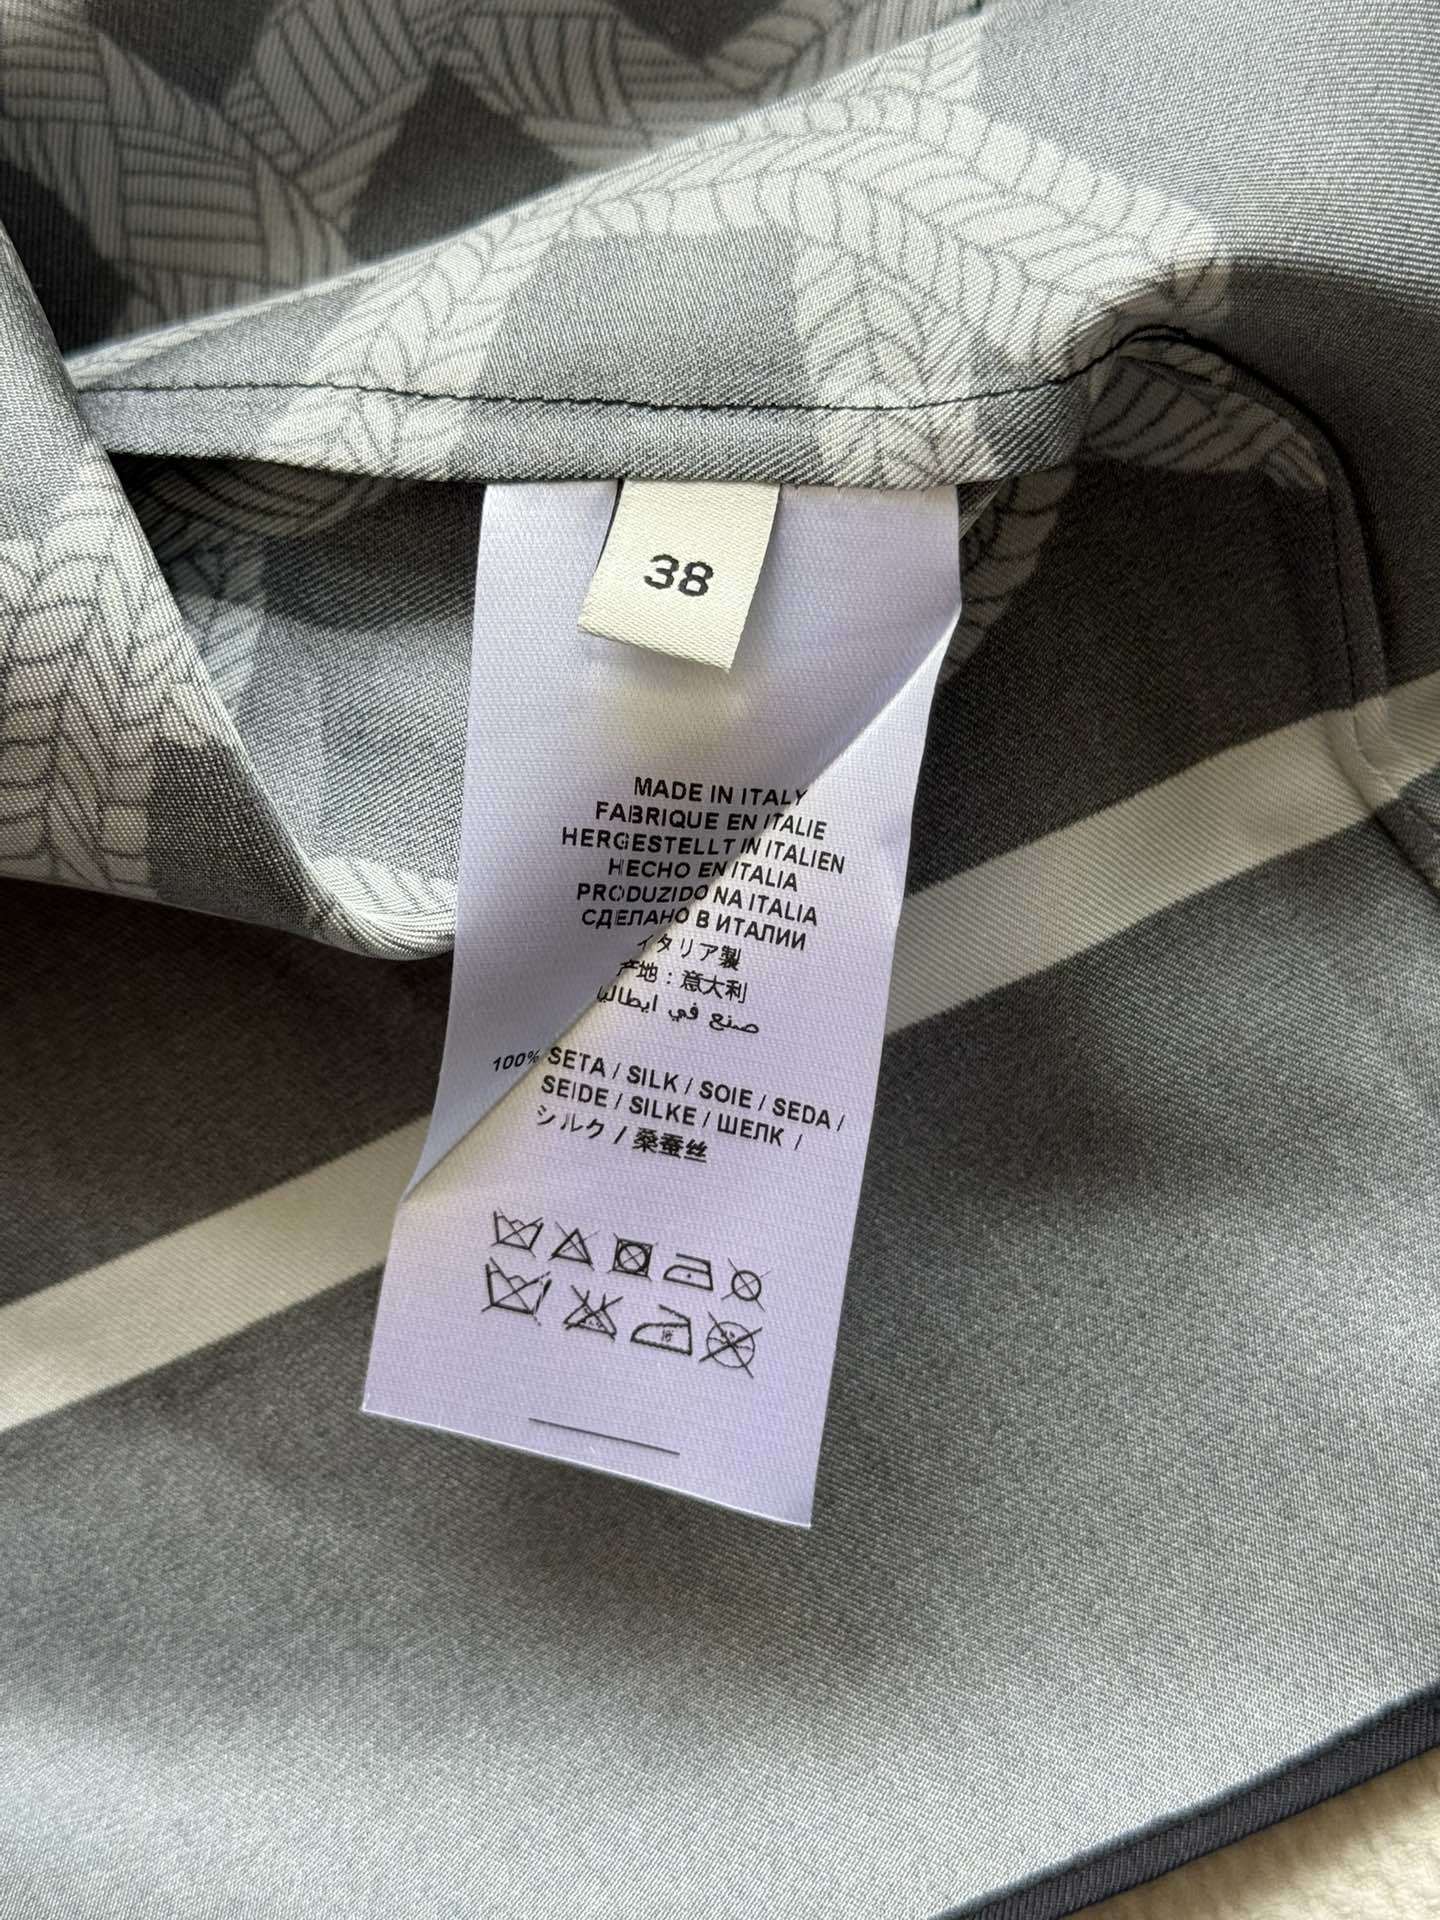 38
MADE IN ITALY
FABRIQUE EN ITALIE
HERGESTELLT IN ITALIEN
HECHO EN ITALIA
PRODUZIDO NA ITALIA
СДЕЛАНО В ИТАЛИИ
イタリア製
产地：意大利
صنع في ايطاليا
100% SETA / SILK / SOIE / SEDA /
SEIDE / SILKE / ШЕЛК /
シルク / 桑蚕丝